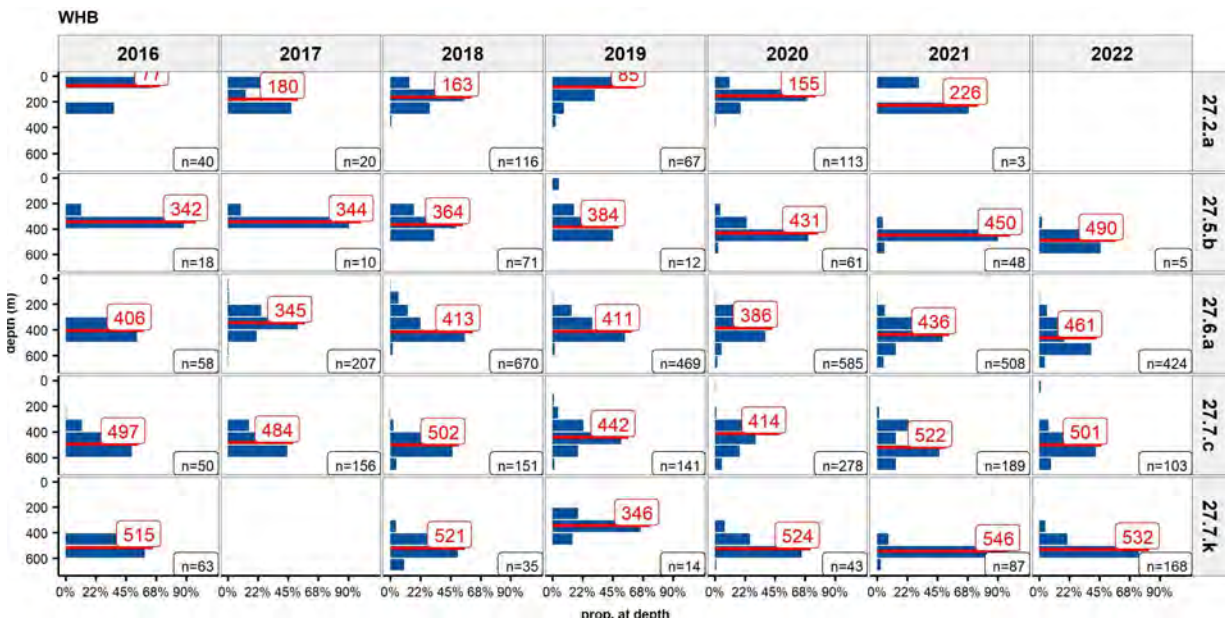 WHB
2016 2017 2018 2019 2020 2021 2022
0 77 180 163 85 155 226
200
400
600 n=40 n=20 n=116 n=67 n=113 n=3
27.2.a
0
200 342 344 364 384 431 450 490
400
600 n=18 n=10 n=71 n=12 n=61 n=48 n=5
27.5.b
0
200 406 345 413 411 386 436 461
400
600 n=58 n=207 n=670 n=469 n=585 n=508 n=424
27.6.a
0
200
400 497 484 502 442 414 522 501
600 n=50 n=156 n=151 n=141 n=278 n=189 n=103
27.7.c
0
200
400 515 521 346 524 546 532
600 n=63 n=35 n=14 n=43 n=87 n=168
27.7.k
depth (m)
0% 22% 45% 68% 90% 0% 22% 45% 68% 90% 0% 22% 45% 68% 90% 0% 22% 45% 68% 90% 0% 22% 45% 68% 90% 0% 22% 45% 68% 90% 0% 22% 45% 68% 90%
prop. at depth